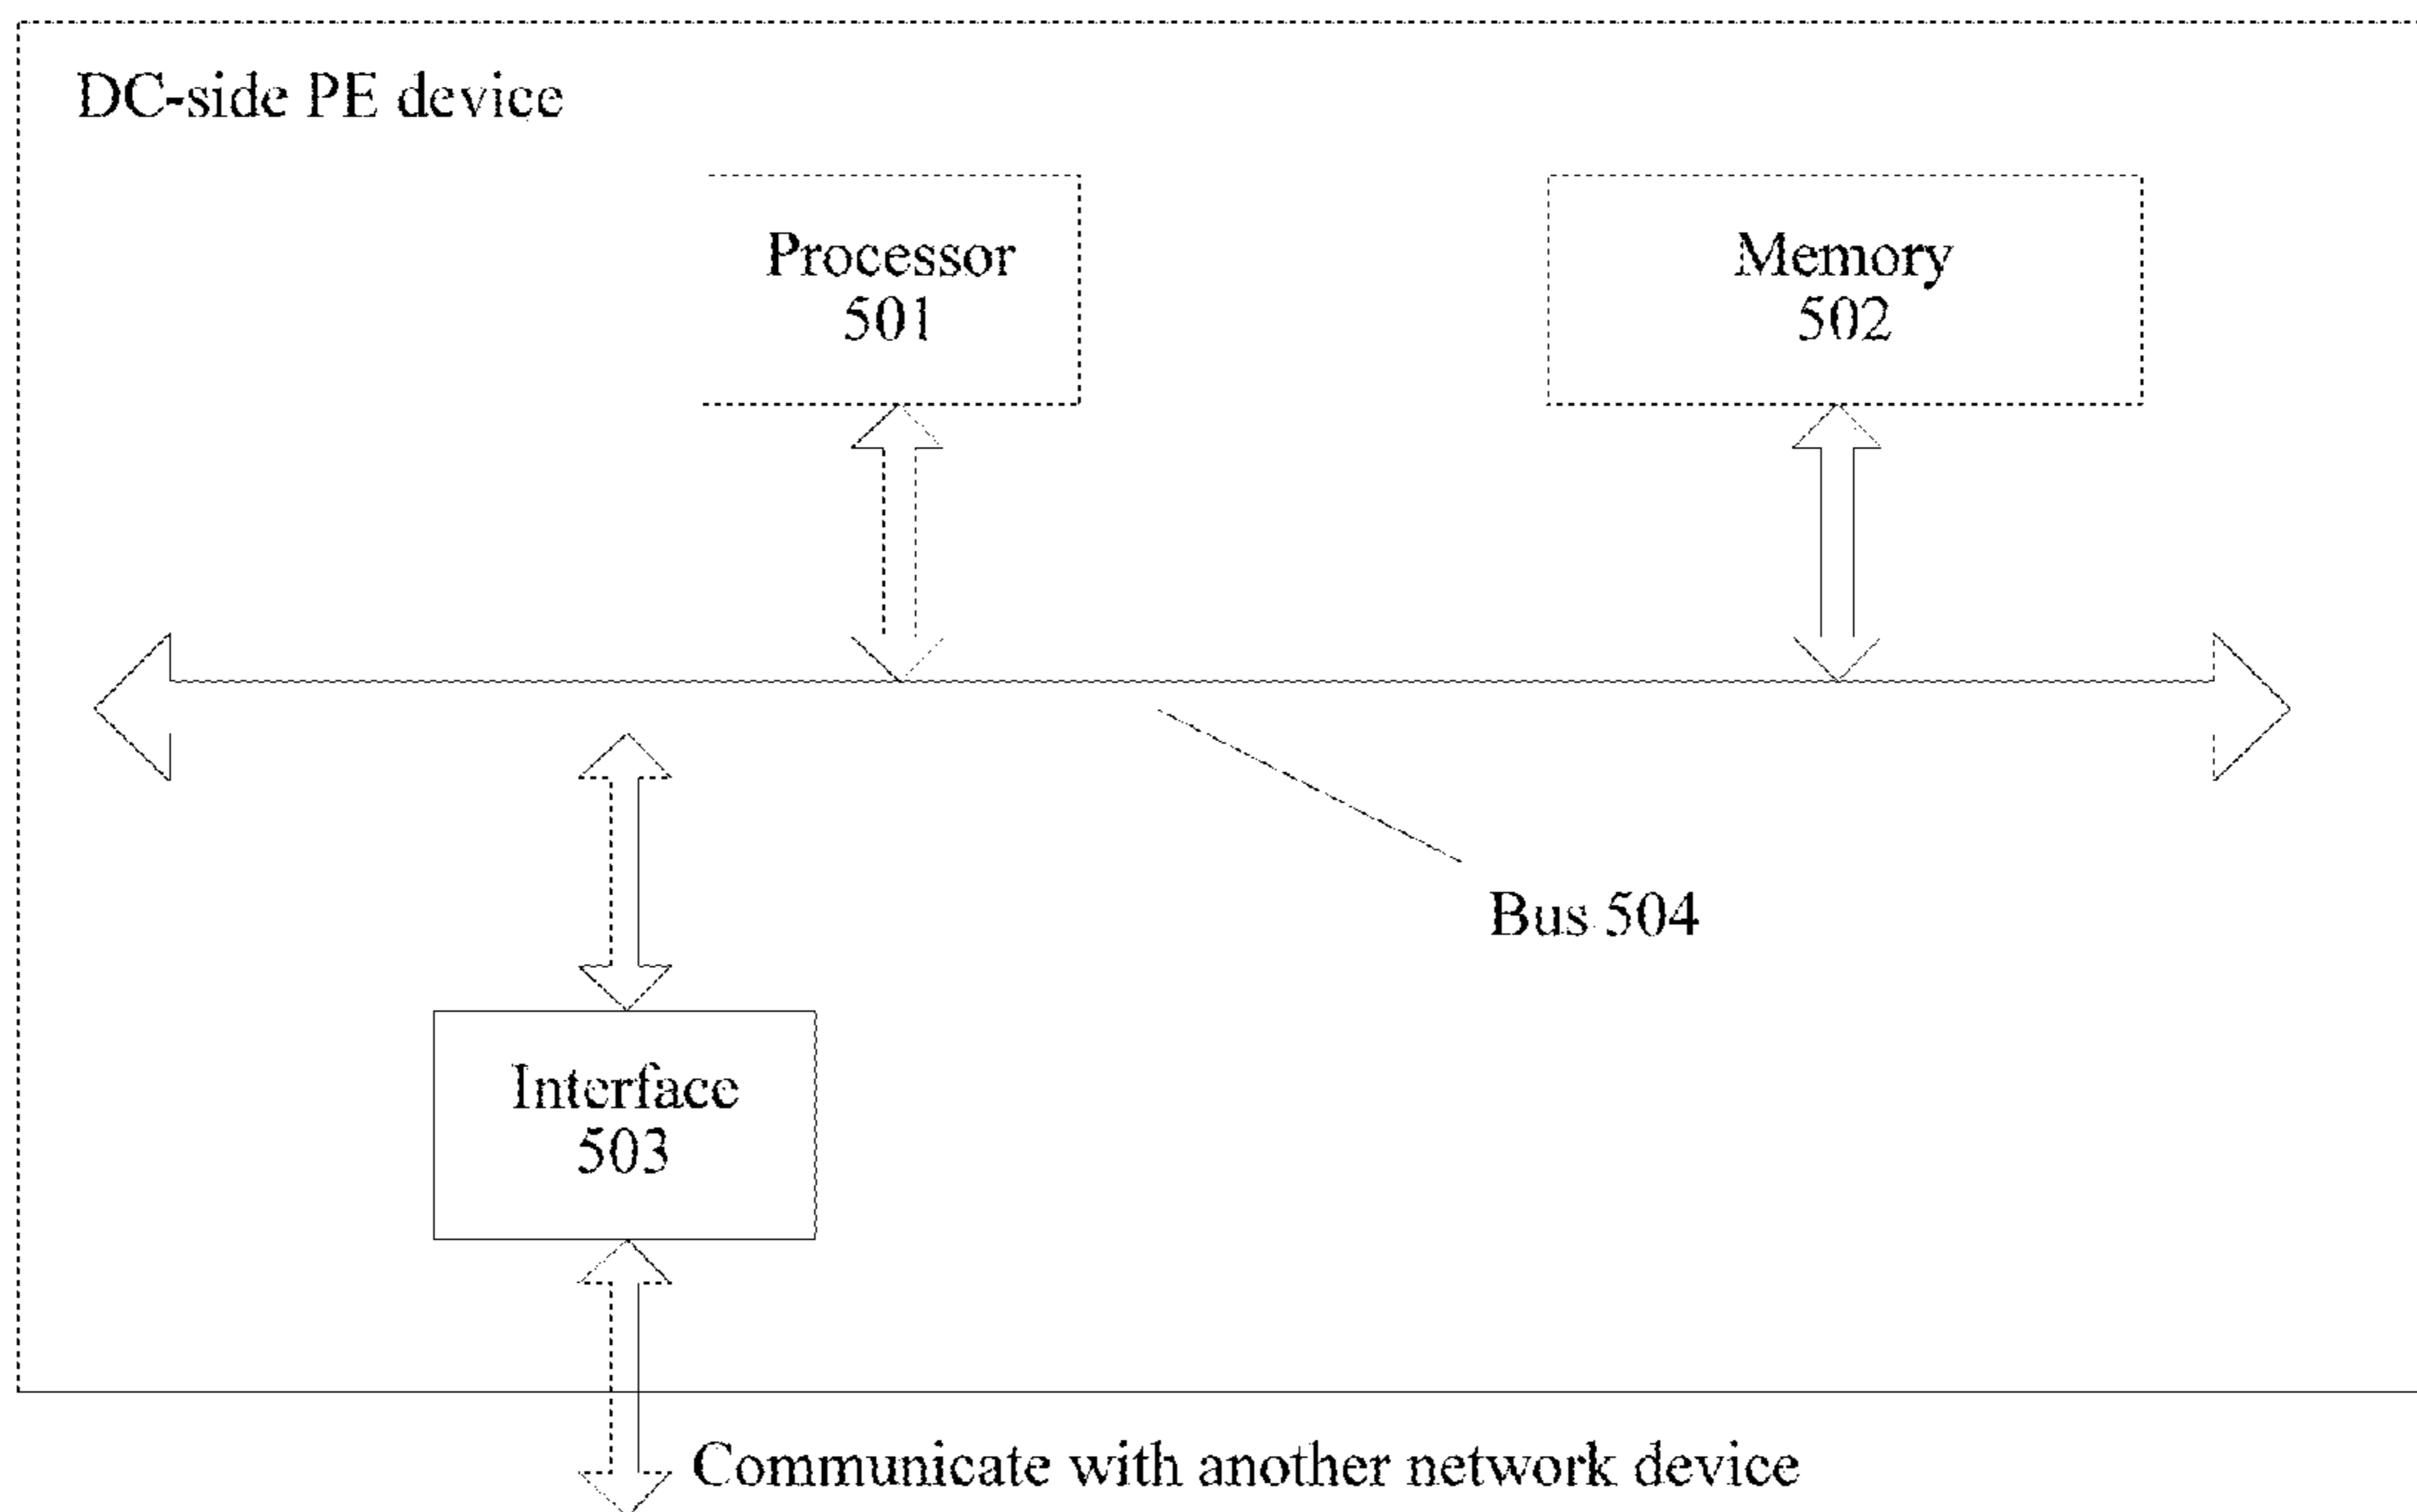 DC-side PE device
Processor
501
Memory
502
Bus 504
Interface
503
Communicate with another network device